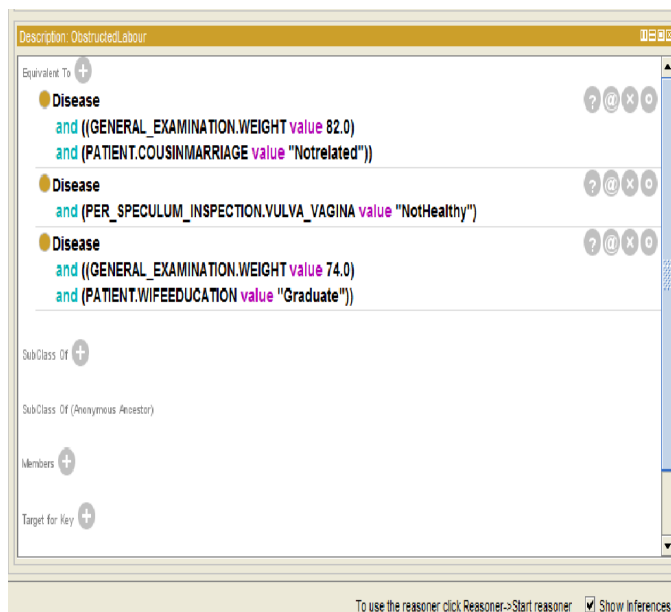 Description: ObstructedLabour
Equivalent To
Disease
and ((GENERAL_EXAMINATION.WEIGHT value 82.0)
and (PATIENT.COUSINMARRIAGE value "Notrelated"))
Disease
and (PER_SPECULUM_INSPECTION.VULVA_VAGINA value "NotHealthy")
Disease
and ((GENERAL_EXAMINATION.WEIGHT value 74.0)
and (PATIENT.WIFEEDUCATION value "Graduate"))
SubClass Of
SubClass Of (Anonymous Ancestor)
Members
Target for Key
To use the reasoner click Reasoner->Start reasoner Show Inferences